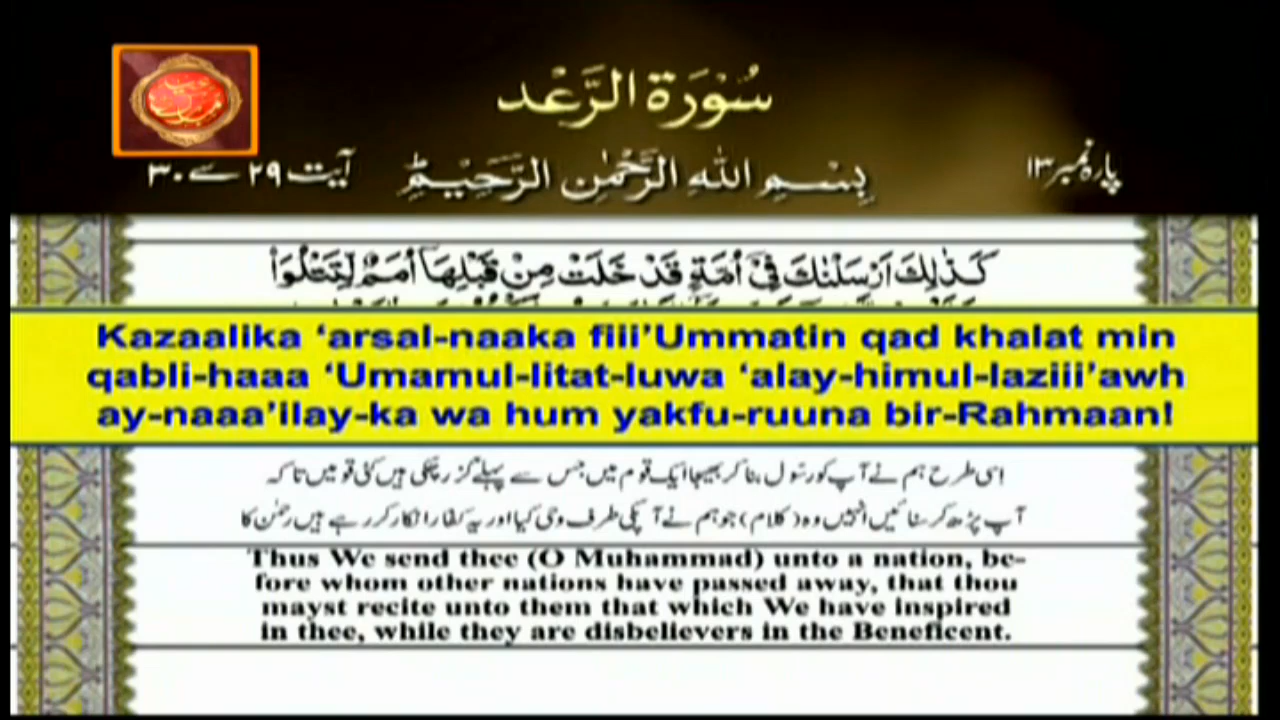 سُوْرَةُ الرَّعْد
عید مبارک
پارہ نمبر ۱۳
بِسْمِ اللّٰهِ الرَّحْمٰنِ الرَّحِيْمِ
آیت ۲۹ سے ۳۰
كَذٰلِكَ اَرْسَلْنٰكَ فِيْۤ اُمَّةٍ قَدْ خَلَتْ مِنْ قَبْلِهَاۤ اُمَمٌ لِّتَتْلُوَا۟
Kazaalika ‘arsal-naaka fiii’Ummatin qad khalat min
qabli-haaa ‘Umamul-litat-luwa ‘alay-himul-laziii’awh
ay-naaa’ilay-ka wa hum yakfu-ruuna bir-Rahmaan!
اسی طرح ہم نے آپ کو رسول بنا کر بھیجا ایک قوم میں جس سے پہلے گزر چکی ہیں کئی قومیں تاکہ
آپ پڑھ کر سنائیں انہیں وہ (کلام) جو ہم نے آپکی طرف وحی کیا اور یہ کفار انکار کر رہے ہیں رحمٰن کا
Thus We send thee (O Muhammad) unto a nation, be-
fore whom other nations have passed away, that thou
mayst recite unto them that which We have inspired
in thee, while they are disbelievers in the Beneficent.